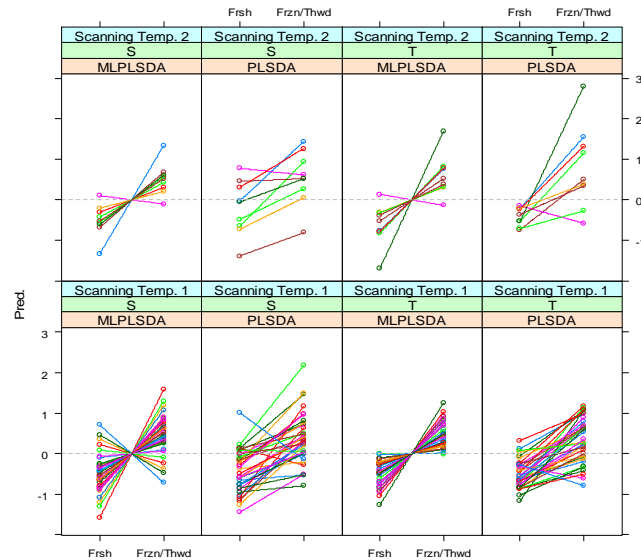 Frsh Frzn/Thwd Frsh Frzn/Thwd
Scanning Temp. 2 Scanning Temp. 2 Scanning Temp. 2 Scanning Temp. 2
S S T T
MLPLSDA PLSDA MLPLSDA PLSDA
3
2
1
0
-1
Scanning Temp. 1 Scanning Temp. 1 Scanning Temp. 1 Scanning Temp. 1
S S T T
MLPLSDA PLSDA MLPLSDA PLSDA
Pred.
3
2
1
0
-1
Frsh Frzn/Thwd Frsh Frzn/Thwd